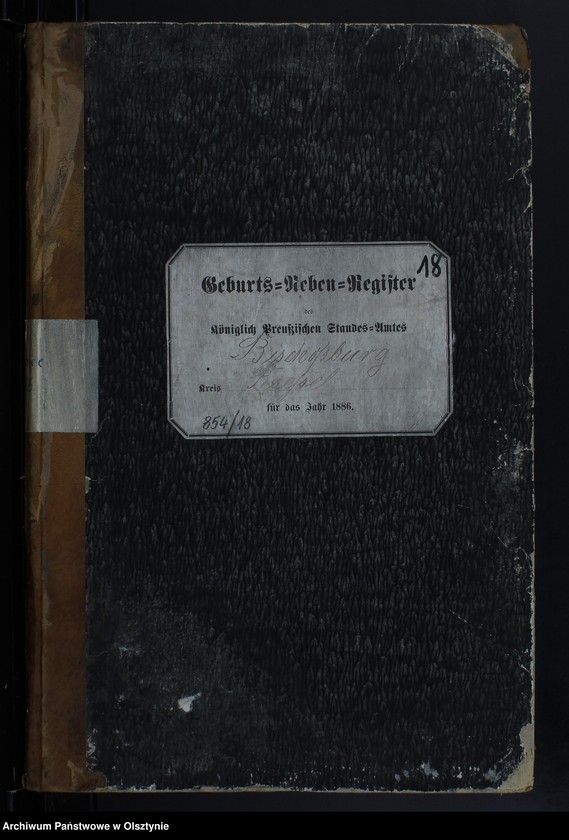 18
Geburts=Neben=Register
des
Königlich Preußischen Standes=Amtes
Bischofsburg
Kreis
für das Jahr 1886.
854/18
Archiwum Państwowe w Olsztynie